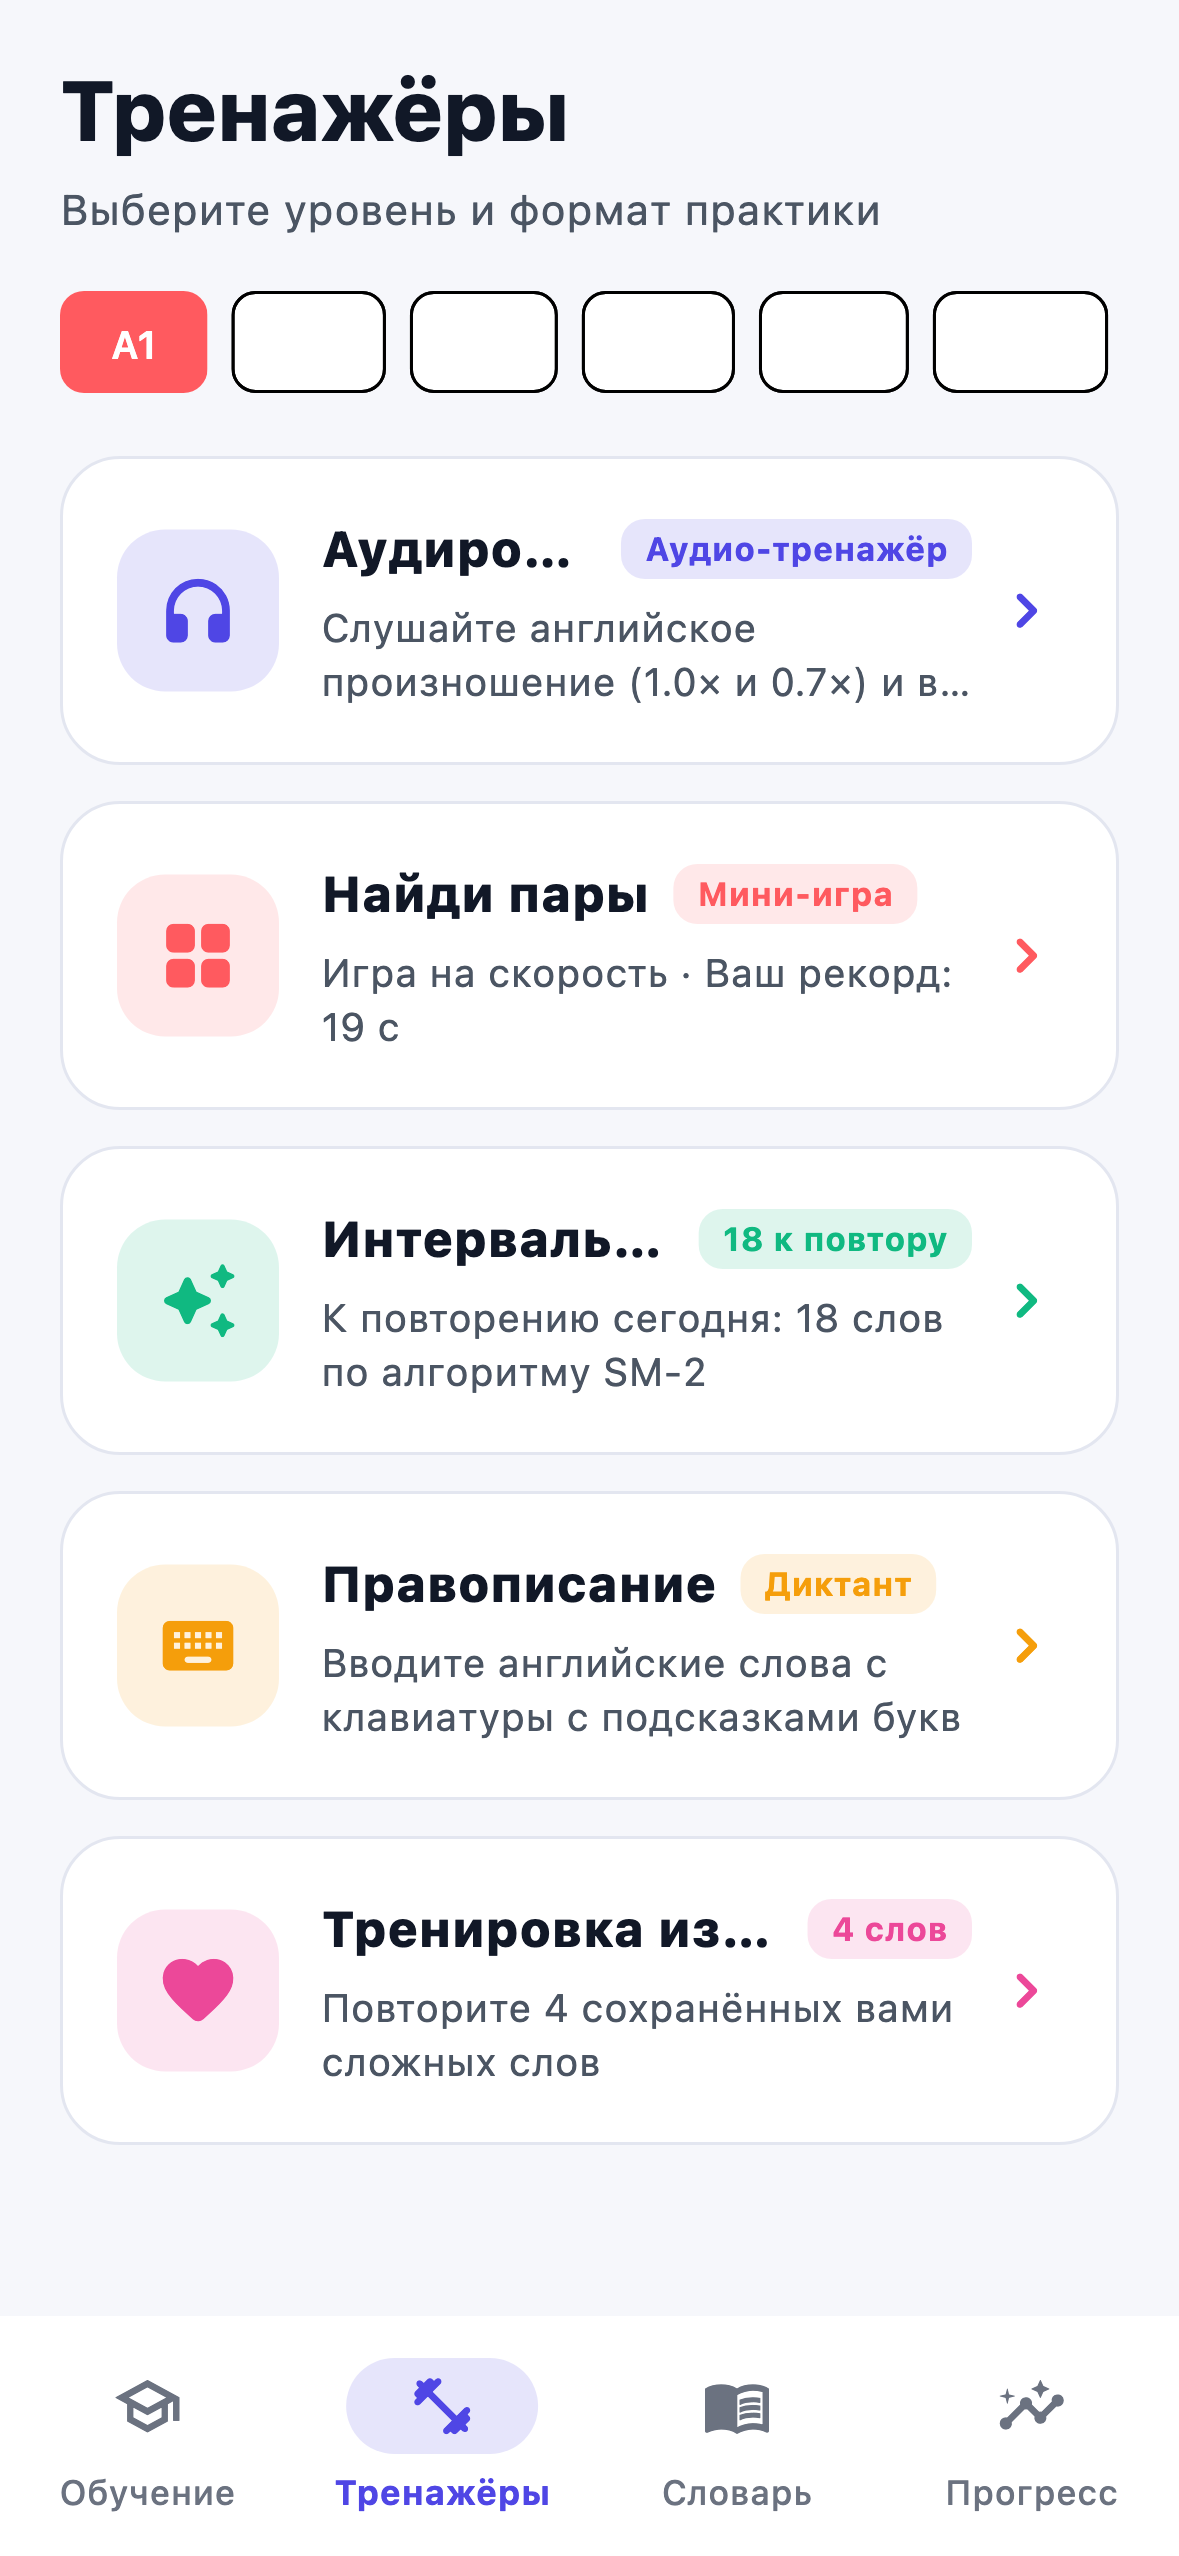 Тренажёры
Выберите уровень и формат практики
A1
Аудиро...
Аудио-тренажёр
Слушайте английское
произношение (1.0× и 0.7×) и в...
Найди пары
Мини-игра
Игра на скорость · Ваш рекорд:
19 с
Интерваль...
18 к повтору
К повторению сегодня: 18 слов
по алгоритму SM-2
Правописание
Диктант
Вводите английские слова с
клавиатуры с подсказками букв
Тренировка из...
4 слов
Повторите 4 сохранённых вами
сложных слов
Обучение
Тренажёры
Словарь
Прогресс